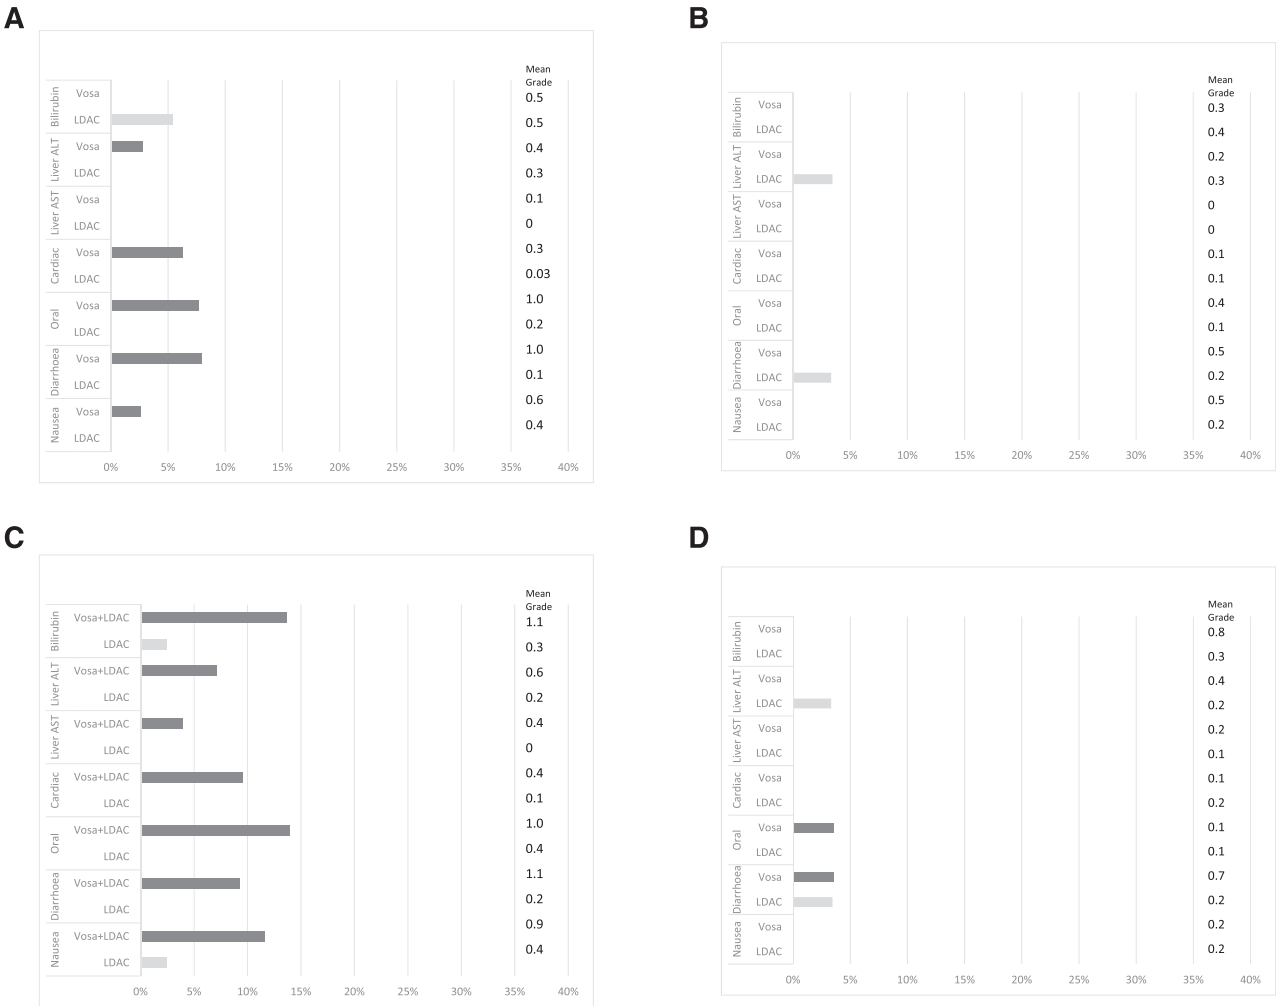 A
Mean
Grade
Bilirubin
Vosa
0.5
LDAC
0.5
Liver ALT
Vosa
0.4
LDAC
0.3
Liver AST
Vosa
0.1
LDAC
0
Cardiac
Vosa
0.3
LDAC
0.03
Oral
Vosa
1.0
LDAC
0.2
Diarrhoea
Vosa
1.0
LDAC
0.1
Nausea
Vosa
0.6
LDAC
0.4
0% 5% 10% 15% 20% 25% 30% 35% 40%
B
Mean
Grade
Bilirubin
Vosa
0.3
LDAC
0.4
Liver ALT
Vosa
0.2
LDAC
0.3
Liver AST
Vosa
0
LDAC
0
Cardiac
Vosa
0.1
LDAC
0.1
Oral
Vosa
0.4
LDAC
0.1
Diarrhoea
Vosa
0.5
LDAC
0.2
Nausea
Vosa
0.5
LDAC
0.2
0% 5% 10% 15% 20% 25% 30% 35% 40%
C
Mean
Grade
Bilirubin
Vosa+LDAC
1.1
LDAC
0.3
Liver ALT
Vosa+LDAC
0.6
LDAC
0.2
Liver AST
Vosa+LDAC
0.4
LDAC
0
Cardiac
Vosa+LDAC
0.4
LDAC
0.1
Oral
Vosa+LDAC
1.0
LDAC
0.4
Diarrhoea
Vosa+LDAC
1.1
LDAC
0.2
Nausea
Vosa+LDAC
0.9
LDAC
0.4
0% 5% 10% 15% 20% 25% 30% 35% 40%
D
Mean
Grade
Bilirubin
Vosa
0.8
LDAC
0.3
Liver ALT
Vosa
0.4
LDAC
0.2
Liver AST
Vosa
0.2
LDAC
0.1
Cardiac
Vosa
0.1
LDAC
0.2
Oral
Vosa
0.1
LDAC
0.1
Diarrhoea
Vosa
0.7
LDAC
0.2
Nausea
Vosa
0.2
LDAC
0.2
0% 5% 10% 15% 20% 25% 30% 35% 40%